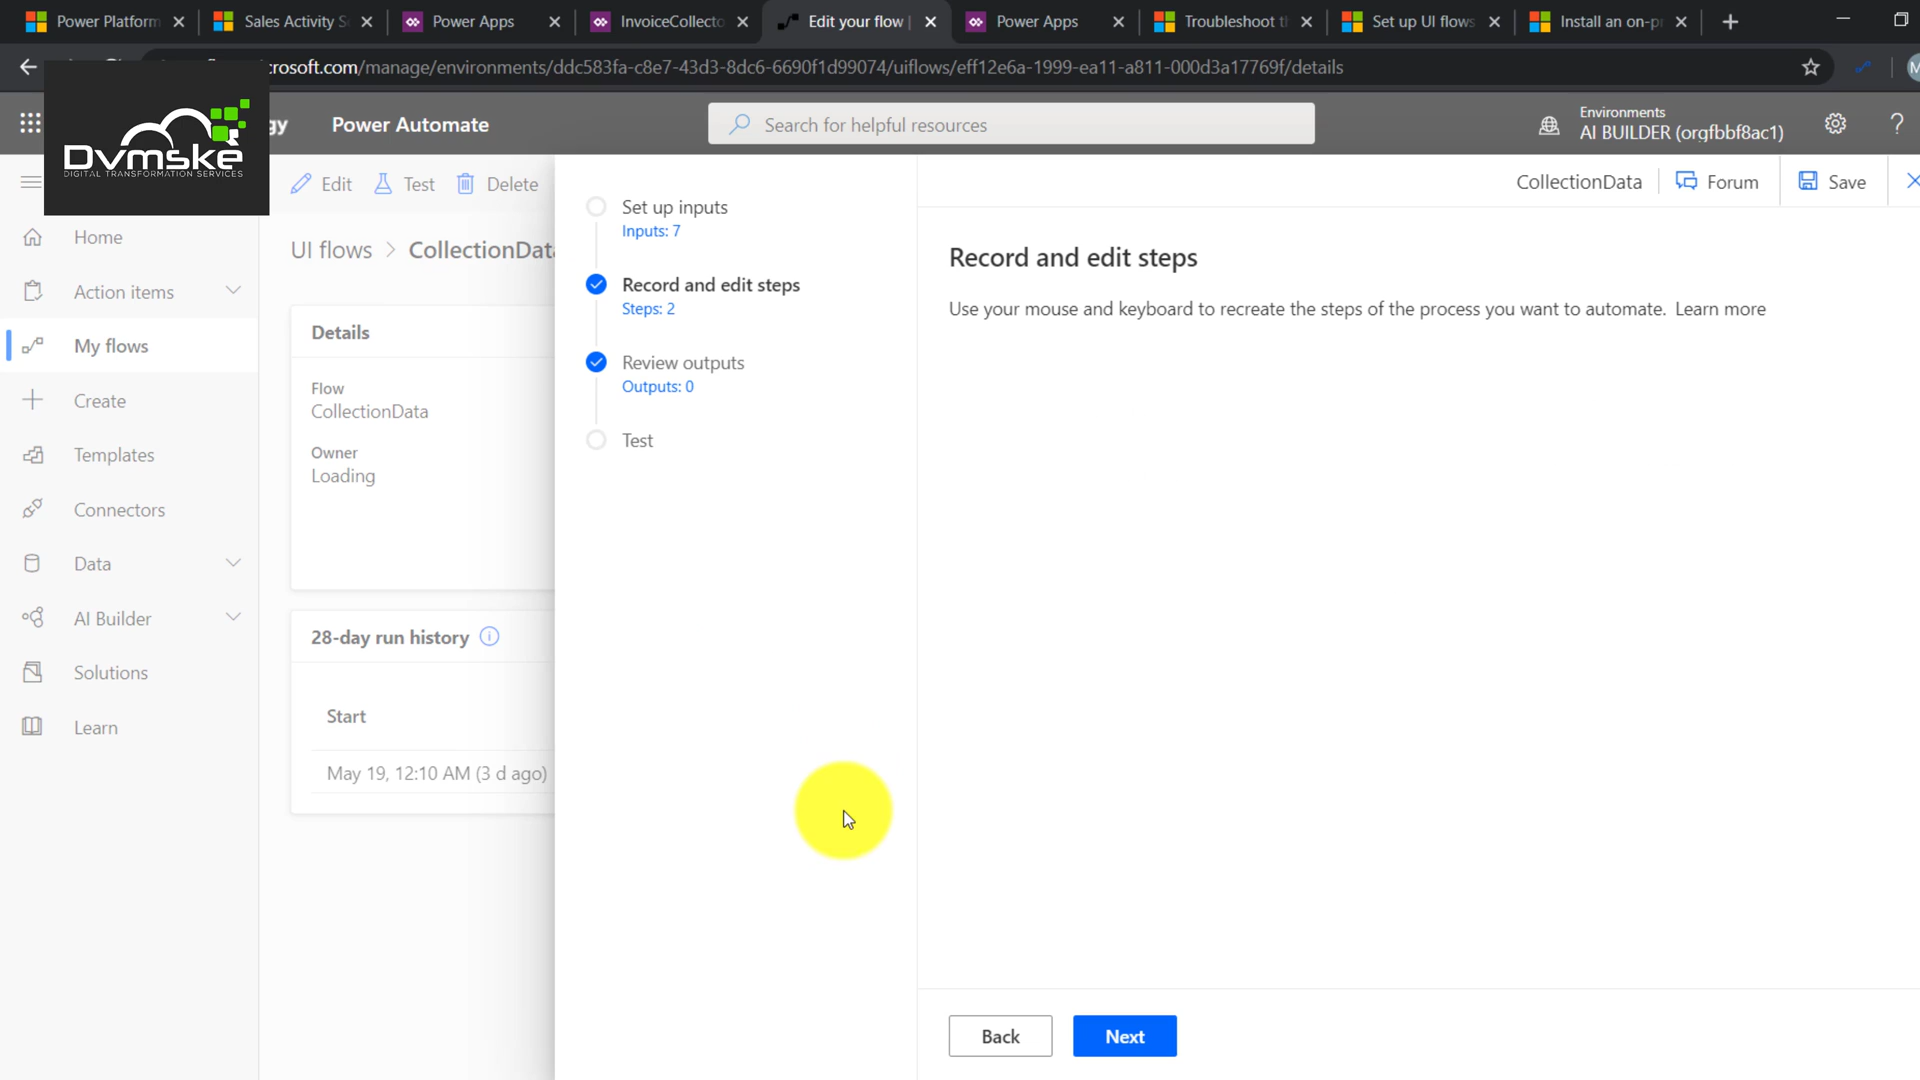 Power Platform
Sales Activity S
Power Apps
InvoiceCollecto
Edit your flow
Power Apps
Troubleshoot th
Set up UI flows
Install an on-pr
crosoft.com/manage/environments/ddc583fa-c8e7-43d3-8dc6-6690f1d99074/uiflows/eff12e6a-1999-ea11-a811-000d3a17769f/details
Dvmske
DIGITAL TRANSFORMATION SERVICES
gy
Power Automate
Search for helpful resources
Environments
AI BUILDER (orgfbbf8ac1)
?
Edit
Test
Delete
CollectionData
Forum
Save
Home
Action items
My flows
Create
Templates
Connectors
Data
AI Builder
Solutions
Learn
UI flows > CollectionData
Details
Flow
CollectionData
Owner
Loading
28-day run history
Start
May 19, 12:10 AM (3 d ago)
Set up inputs
Inputs: 7
Record and edit steps
Steps: 2
Review outputs
Outputs: 0
Test
Record and edit steps
Use your mouse and keyboard to recreate the steps of the process you want to automate. Learn more
Back
Next